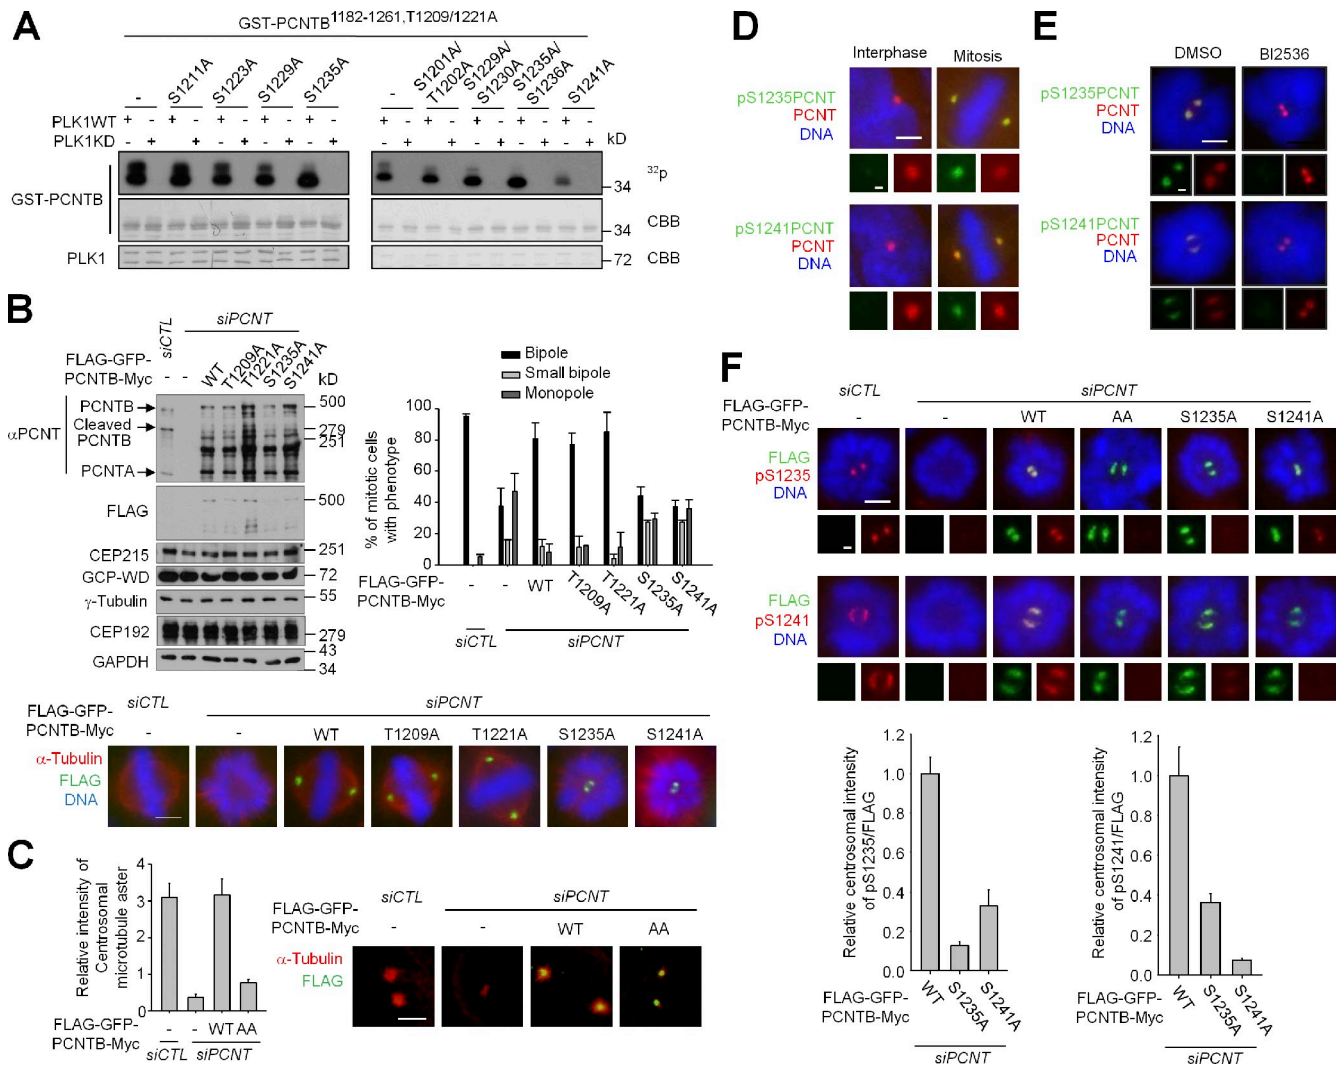 A
GST-PCNTB1182-1261,T1209/1221A
- S1211A S1223A S1229A S1235A - S1201A/T1202A S1229A/S1230A S1235A/S1236A S1241A
PLK1WT + - + - + - + - + - + - + - + - + - + -
PLK1KD - + - + - + - + - + - + - + - + - + - + kD
GST-PCNTB
34 32p
34 CBB
PLK1
72 CBB
B
siCTL siPCNT
FLAG-GFP-
PCNTB-Myc - - WT T1209A T1221A S1235A S1241A kD
αPCNT
PCNTB 500
Cleaved
PCNTB 279
251
PCNTA
FLAG 500
CEP215 251
GCP-WD 72
γ-Tubulin 55
CEP192 279
43
GAPDH 34
Bipole
Small bipole
Monopole
% of mitotic cells
with phenotype
100
80
60
40
20
0
FLAG-GFP-
PCNTB-Myc - - WT T1209A T1221A S1235A S1241A
siCTL siPCNT
siCTL siPCNT
FLAG-GFP-
PCNTB-Myc - - WT T1209A T1221A S1235A S1241A
α-Tubulin
FLAG
DNA
C
Relative intensity of
Centrosomal
microtubule aster
4
3
2
1
0
FLAG-GFP-
PCNTB-Myc - - WT AA
siCTL siPCNT
siCTL siPCNT
FLAG-GFP-
PCNTB-Myc - - WT AA
α-Tubulin
FLAG
D
Interphase Mitosis
pS1235PCNT
PCNT
DNA
pS1241PCNT
PCNT
DNA
E
DMSO BI2536
pS1235PCNT
PCNT
DNA
pS1241PCNT
PCNT
DNA
F
siCTL siPCNT
FLAG-GFP-
PCNTB-Myc - - WT AA S1235A S1241A
FLAG
pS1235
DNA
FLAG
pS1241
DNA
Relative centrosomal intensity
of pS1235/FLAG
1.2
1.0
0.8
0.6
0.4
0.2
0.0
FLAG-GFP-
PCNTB-Myc WT S1235A S1241A
siPCNT
Relative centrosomal intensity
of pS1241/FLAG
1.2
1.0
0.8
0.6
0.4
0.2
0.0
FLAG-GFP-
PCNTB-Myc WT S1235A S1241A
siPCNT